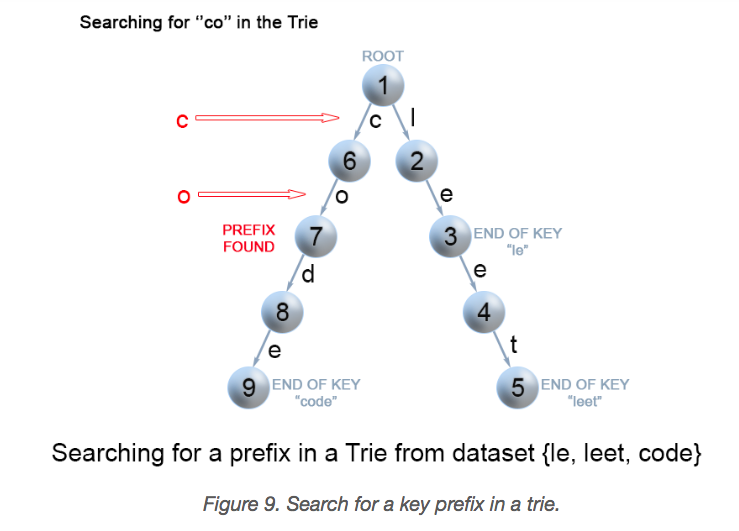 Searching for ‘'co” in the Trie
ROOT
1
c
c
l
6
2
o
o
e
PREFIX
FOUND
7
3
END OF KEY
“le”
d
e
8
4
e
t
9
END OF KEY
“code”
5
END OF KEY
“leet”
Searching for a prefix in a Trie from dataset {le, leet, code}
Figure 9. Search for a key prefix in a trie.